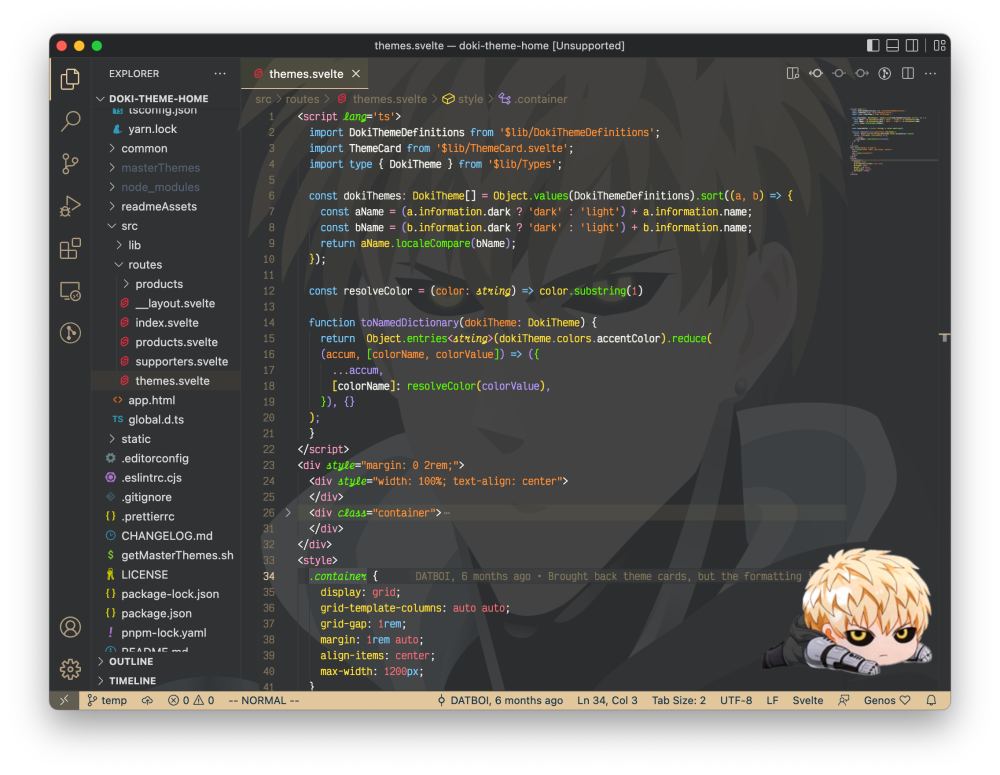 themes.svelte — doki-theme-home [Unsupported]
EXPLORER
···
DOKI-THEME-HOME
tsconfig.json
yarn.lock
common
masterThemes
node_modules
readmeAssets
src
lib
routes
products
__layout.svelte
index.svelte
products.svelte
supporters.svelte
themes.svelte
app.html
TS global.d.ts
static
.editorconfig
.eslintrc.cjs
.gitignore
{} .prettierrc
CHANGELOG.md
$ getMasterThemes.sh
LICENSE
{} package-lock.json
{} package.json
! pnpm-lock.yaml
README.md
OUTLINE
TIMELINE
themes.svelte
src > routes > themes.svelte > style > .container
1 <script lang='ts'>
2 import DokiThemeDefinitions from '$lib/DokiThemeDefinitions';
3 import ThemeCard from '$lib/ThemeCard.svelte';
4 import type { DokiTheme } from '$lib/Types';
5
6 const dokiThemes: DokiTheme[] = Object.values(DokiThemeDefinitions).sort((a, b) => {
7 const aName = (a.information.dark ? 'dark' : 'light') + a.information.name;
8 const bName = (b.information.dark ? 'dark' : 'light') + b.information.name;
9 return aName.localeCompare(bName);
10 });
11
12 const resolveColor = (color: string) => color.substring(1)
13
14 function toNamedDictionary(dokiTheme: DokiTheme) {
15 return Object.entries<string>(dokiTheme.colors.accentColor).reduce(
16 (accum, [colorName, colorValue]) => ({
17 ...accum,
18 [colorName]: resolveColor(colorValue),
19 }), {}
20 );
21 }
22 </script>
23 <div style="margin: 0 2rem;">
24 <div style="width: 100%; text-align: center">
25 </div>
26 <div class="container"> ···
31 </div>
32 </div>
33 <style>
34 .container { DATBOI, 6 months ago • Brought back theme cards, but the formatting
35 display: grid;
36 grid-template-columns: auto auto;
37 grid-gap: 1rem;
38 margin: 1rem auto;
39 align-items: center;
40 max-width: 1200px;
41 }
temp 0 0 -- NORMAL -- DATBOI, 6 months ago Ln 34, Col 3 Tab Size: 2 UTF-8 LF Svelte Genos ♡